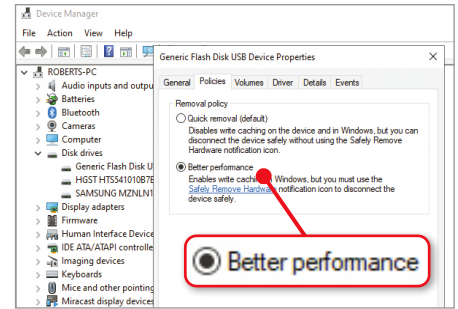 Device Manager
File Action View Help
ROBERTS-PC
Audio inputs and outpu
Batteries
Bluetooth
Cameras
Computer
Disk drives
Generic Flash Disk U
HGST HTS541010B7E
SAMSUNG MZNLN1
Display adapters
Firmware
Human Interface Device
IDE ATA/ATAPI controlle
Imaging devices
Keyboards
Mice and other pointing
Miracast display devices
Generic Flash Disk USB Device Properties
General Policies Volumes Driver Details Events
Removal policy
Quick removal (default)
Disables write caching on the device and in Windows, but you can
disconnect the device safely without using the Safely Remove
Hardware notification icon.
Better performance
Enables write cachi Windows, but you must use the
Safely Remove Hardwa notification icon to disconnect the
device safely.
Better performance